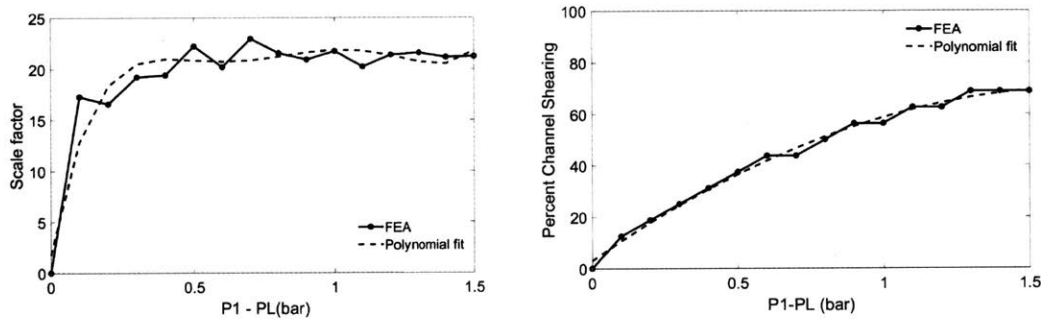 25
20
15
10
5
0
Scale factor
FEA
Polynomial fit
0 0.5 1 1.5
P1 - PL(bar)
100
80
60
40
20
0
Percent Channel Shearing
FEA
Polynomial fit
0 0.5 1 1.5
P1-PL (bar)